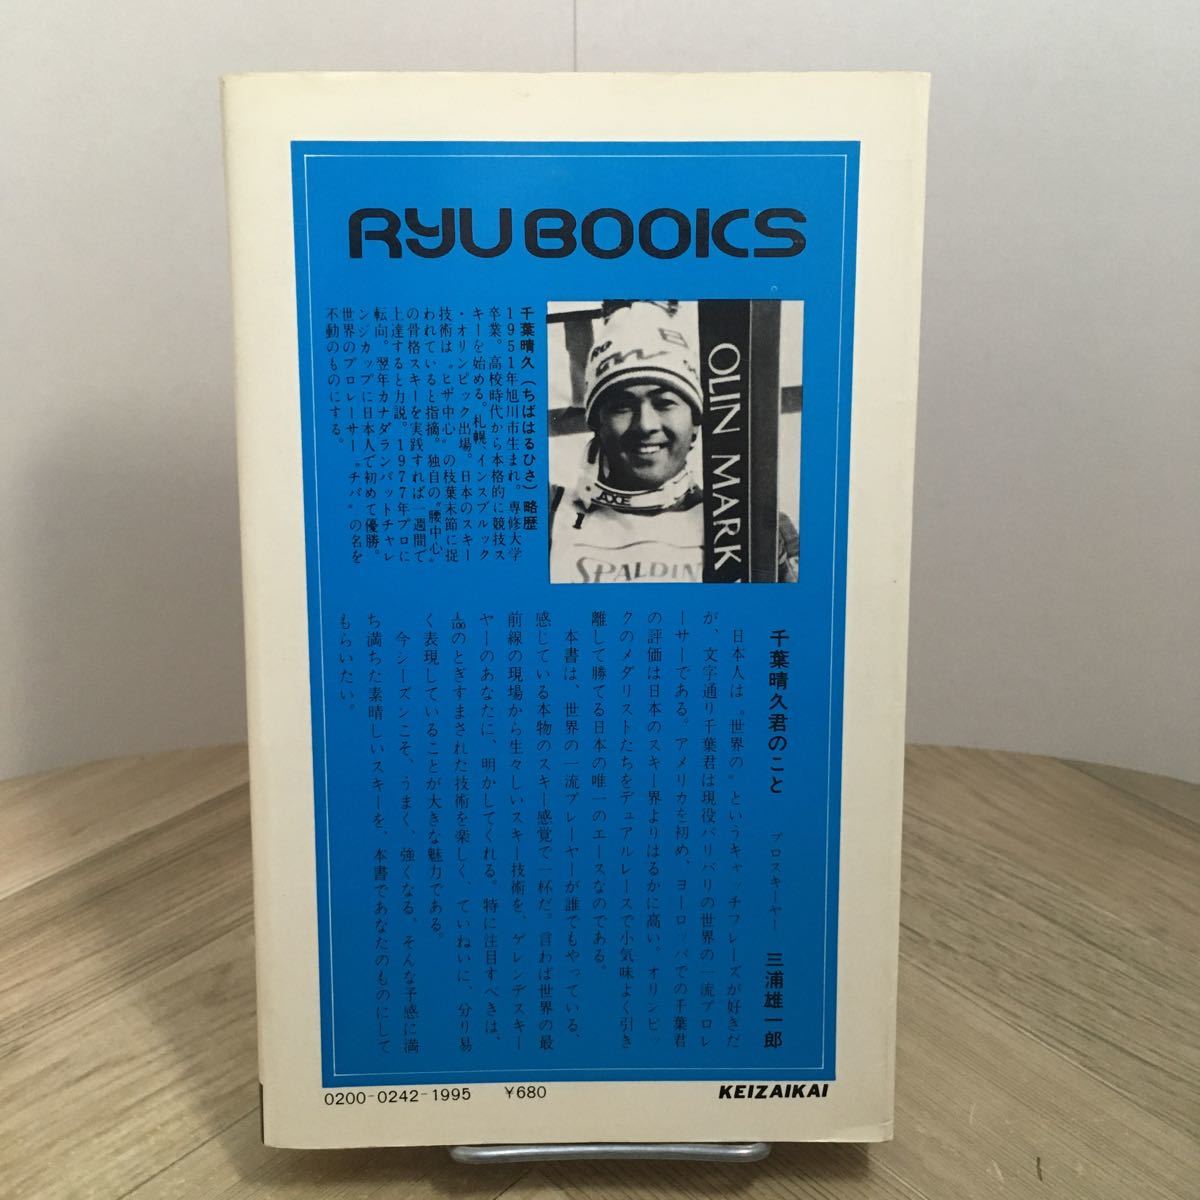 RYU BOOKS
OLIN MARK
AXE
SPALDIN
千葉晴久(ちばはるひさ)略歴
1951年旭川市生まれ。専修大学
卒業。高校時代から本格的に競技ス
キーを始める。札幌、インスブルック
・オリンピック出場。日本のスキー
技術は〝ヒザ中心〟の枝葉末節に捉
われていると指摘。独自の〝腰中心〟
の骨格スキーを実践すれば一週間で
上達すると力説。1977年プロに
転向。翌年カナダランバットチャレ
ンジカップに日本人で初めて優勝。
世界のプロレーサー〝チバ〟の名を
不動のものにする。
千葉晴久君のこと
プロスキーヤー 三浦雄一郎
日本人は〝世界の〟というキャッチフレーズが好きだ
が、文字通り千葉君は現役バリバリの世界の一流プロレ
ーサーである。アメリカを初め、ヨーロッパでの千葉君
の評価は日本のスキー界よりはるかに高い。オリンピッ
クのメダリストたちをデュアルレースで小気味よく引き
離して勝てる日本の唯一のエースなのである。
本書は、世界の一流プレーヤーが誰でもやっている、
感じている本物のスキー感覚で一杯だ。言わば世界の最
前線の現場から生々しいスキー技術を、ゲレンデスキー
ヤーのあなたに、明かしてくれる。特に注目すべきは、
1/100のとぎすまされた技術を楽しく、ていねいに、分り易
く表現していることが大きな魅力である。
今シーズンこそ、うまく、強くなる。そんな予感に満
ち満ちた素晴しいスキーを、本書であなたのものにして
もらいたい。
0200-0242-1995 ¥680
KEIZAIKAI